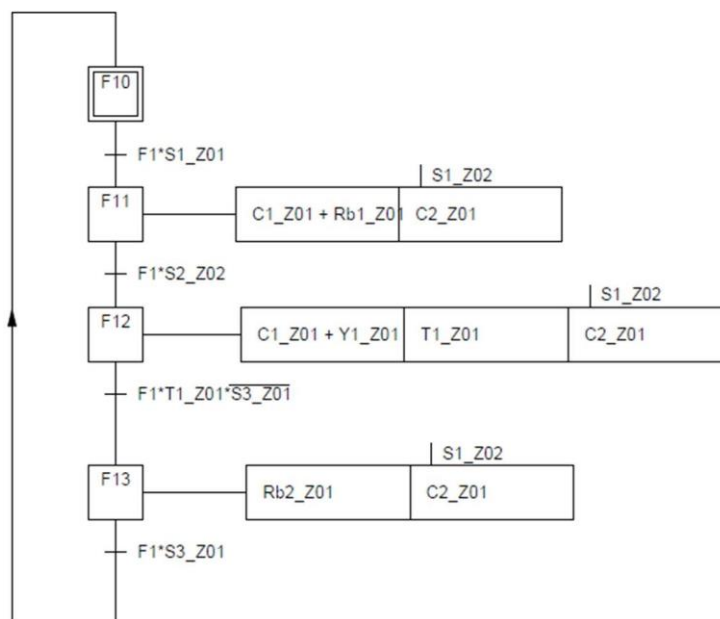 F10
F1*S1_Z01
S1_Z02
F11
C1_Z01 + Rb1_Z01
C2_Z01
F1*S2_Z02
S1_Z02
F12
C1_Z01 + Y1_Z01
T1_Z01
C2_Z01
F1*T1_Z01*S3_Z01
S1_Z02
F13
Rb2_Z01
C2_Z01
F1*S3_Z01